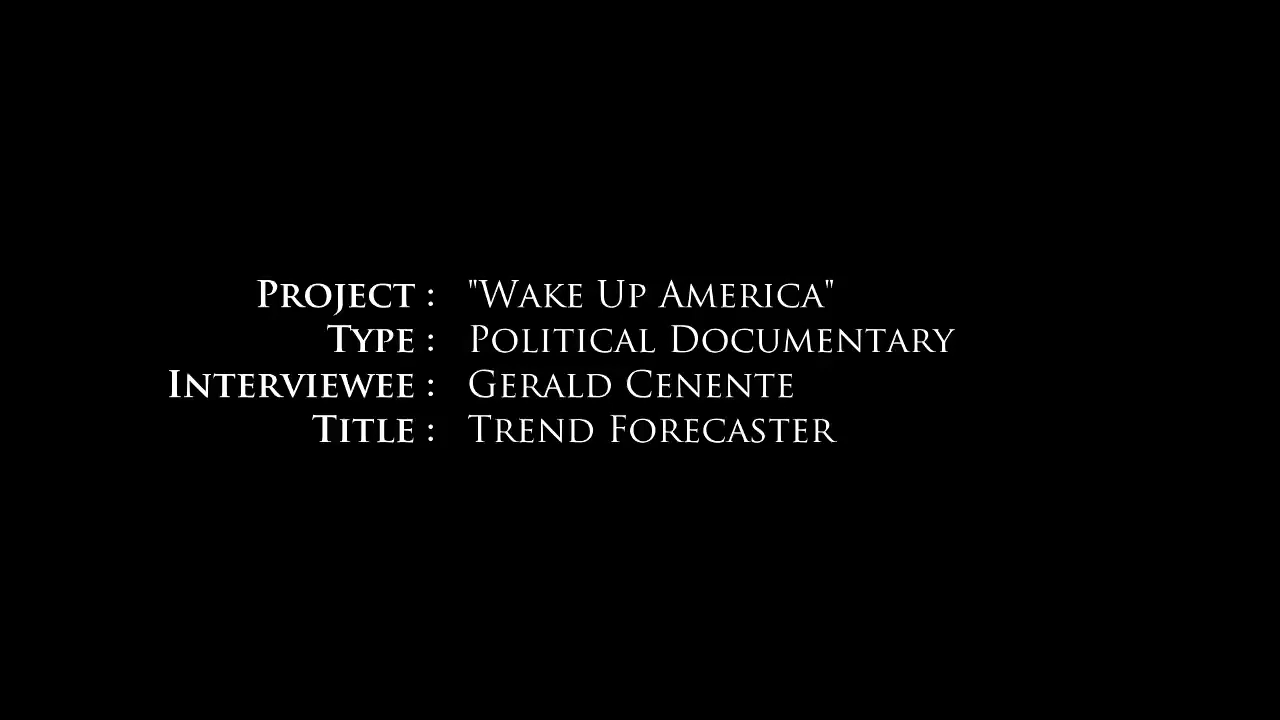 Project : "Wake Up America"
Type : Political Documentary
Interviewee : Gerald Cenente
Title : Trend Forecaster